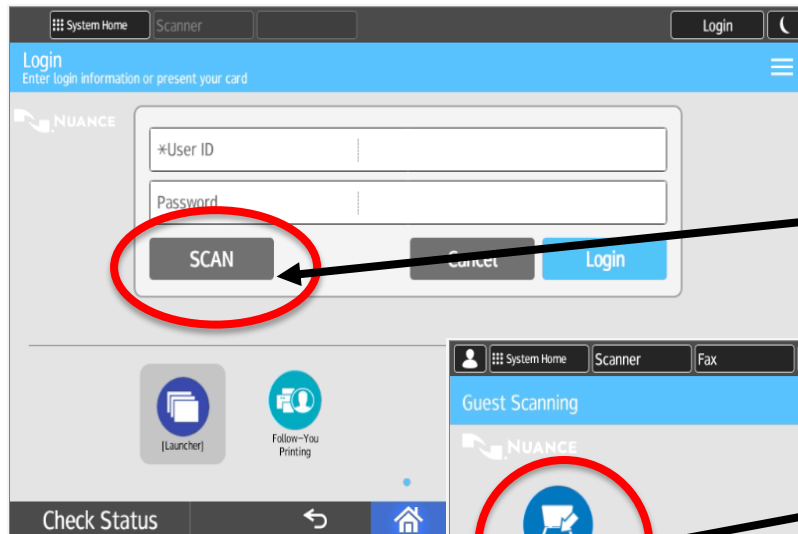 System Home
Scanner
Login
Login
Enter login information or present your card
NUANCE
*User ID
Password
SCAN
Cancel
Login
[Launcher]
Follow-You
Printing
Check Status
System Home
Scanner
Fax
Guest Scanning
NUANCE